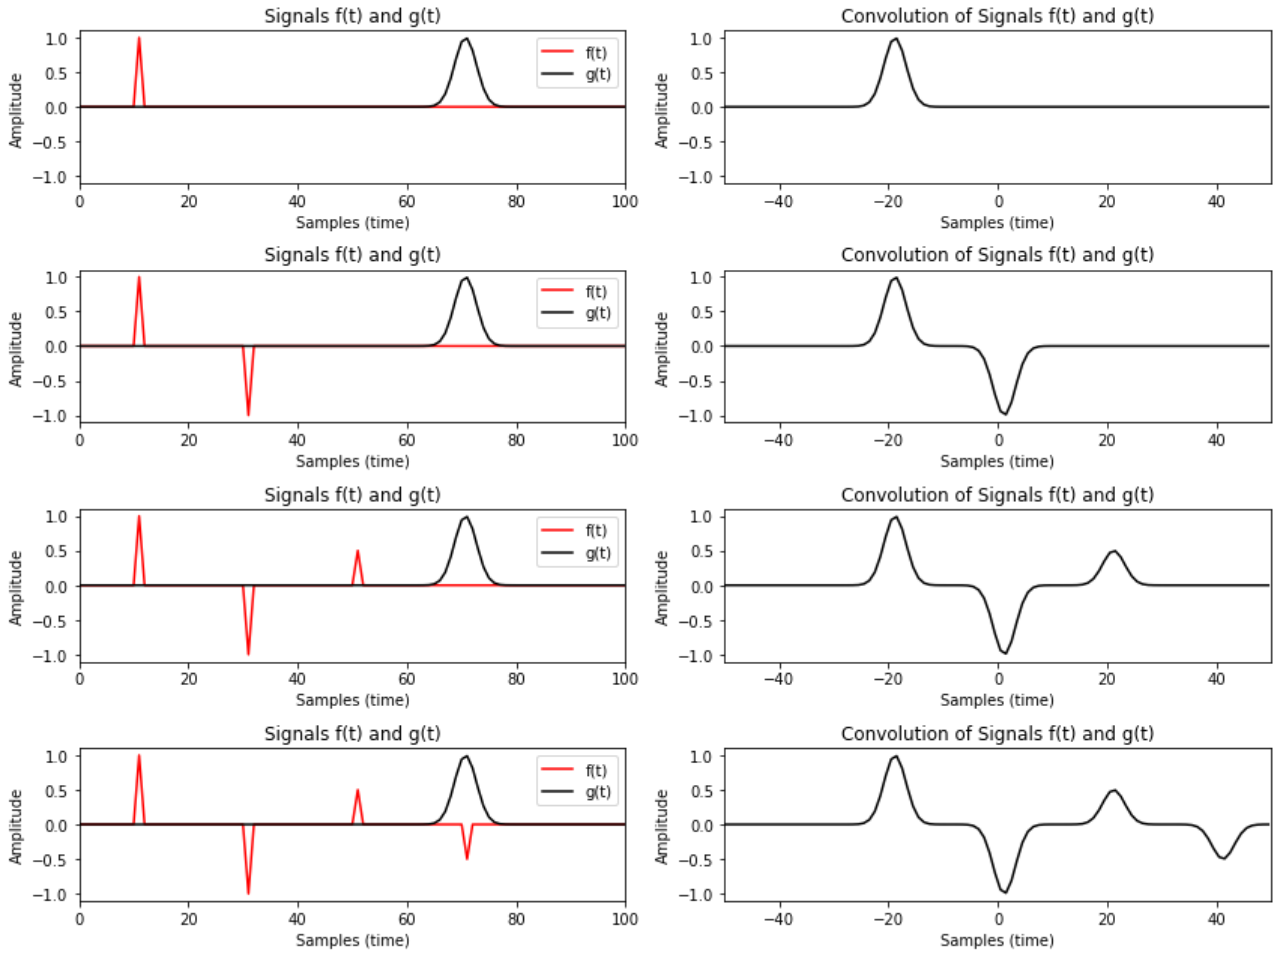 Signals f(t) and g(t)
Convolution of Signals f(t) and g(t)
1.0
0.5
0.0
−0.5
−1.0
Amplitude
f(t)
g(t)
0 20 40 60 80 100
Samples (time)
1.0
0.5
0.0
−0.5
−1.0
Amplitude
−40 −20 0 20 40
Samples (time)
Signals f(t) and g(t)
Convolution of Signals f(t) and g(t)
1.0
0.5
0.0
−0.5
−1.0
Amplitude
f(t)
g(t)
0 20 40 60 80 100
Samples (time)
1.0
0.5
0.0
−0.5
−1.0
Amplitude
−40 −20 0 20 40
Samples (time)
Signals f(t) and g(t)
Convolution of Signals f(t) and g(t)
1.0
0.5
0.0
−0.5
−1.0
Amplitude
f(t)
g(t)
0 20 40 60 80 100
Samples (time)
1.0
0.5
0.0
−0.5
−1.0
Amplitude
−40 −20 0 20 40
Samples (time)
Signals f(t) and g(t)
Convolution of Signals f(t) and g(t)
1.0
0.5
0.0
−0.5
−1.0
Amplitude
f(t)
g(t)
0 20 40 60 80 100
Samples (time)
1.0
0.5
0.0
−0.5
−1.0
Amplitude
−40 −20 0 20 40
Samples (time)